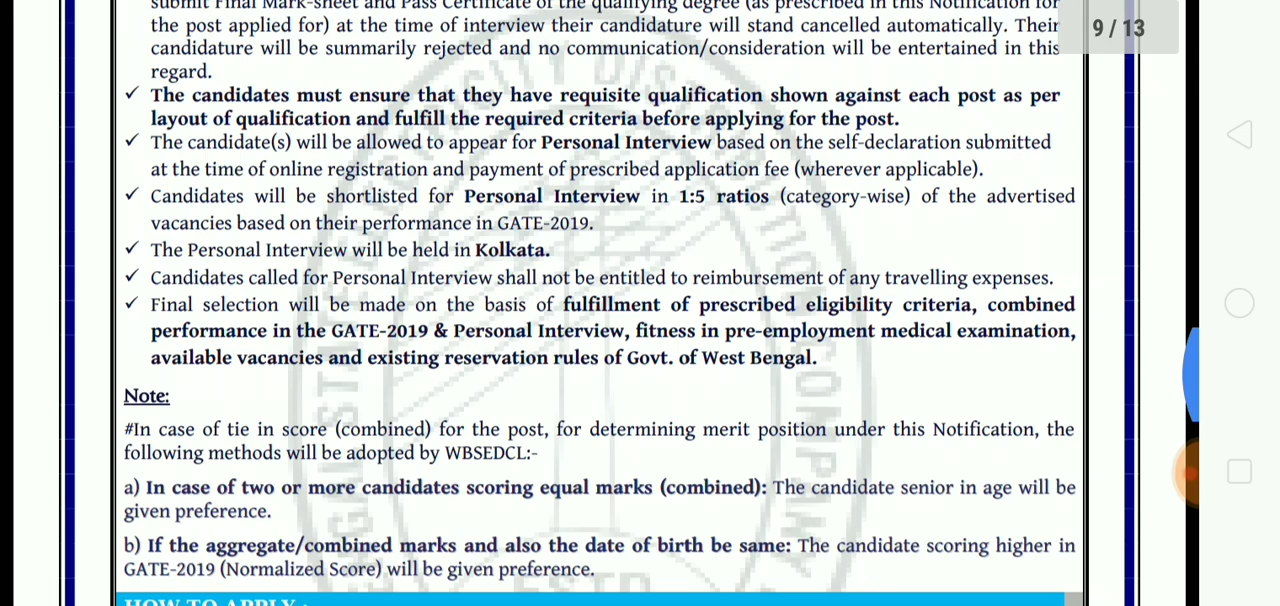 submit Final Mark-sheet and Pass Certificate of the qualifying degree (as prescribed in this Notification for
the post applied for) at the time of interview their candidature will stand cancelled automatically. Their
candidature will be summarily rejected and no communication/consideration will be entertained in this
regard.
9 / 13
✓ The candidates must ensure that they have requisite qualification shown against each post as per
layout of qualification and fulfill the required criteria before applying for the post.
✓ The candidate(s) will be allowed to appear for Personal Interview based on the self-declaration submitted
at the time of online registration and payment of prescribed application fee (wherever applicable).
✓ Candidates will be shortlisted for Personal Interview in 1:5 ratios (category-wise) of the advertised
vacancies based on their performance in GATE-2019.
✓ The Personal Interview will be held in Kolkata.
✓ Candidates called for Personal Interview shall not be entitled to reimbursement of any travelling expenses.
✓ Final selection will be made on the basis of fulfillment of prescribed eligibility criteria, combined
performance in the GATE-2019 & Personal Interview, fitness in pre-employment medical examination,
available vacancies and existing reservation rules of Govt. of West Bengal.
Note:
#In case of tie in score (combined) for the post, for determining merit position under this Notification, the
following methods will be adopted by WBSEDCL:-
a) In case of two or more candidates scoring equal marks (combined): The candidate senior in age will be
given preference.
b) If the aggregate/combined marks and also the date of birth be same: The candidate scoring higher in
GATE-2019 (Normalized Score) will be given preference.
HOW TO APPLY :